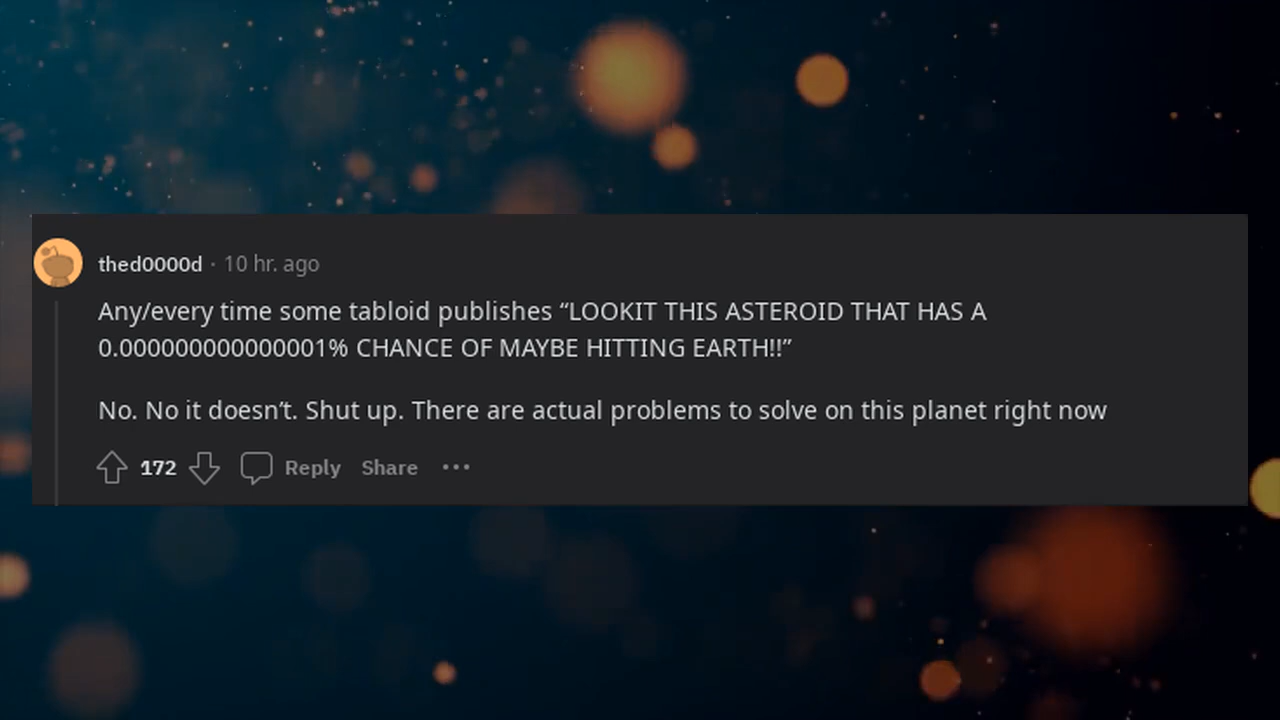 thed0000d · 10 hr. ago
Any/every time some tabloid publishes “LOOKIT THIS ASTEROID THAT HAS A
0.000000000000001% CHANCE OF MAYBE HITTING EARTH!!”
No. No it doesn’t. Shut up. There are actual problems to solve on this planet right now
172 Reply Share ···